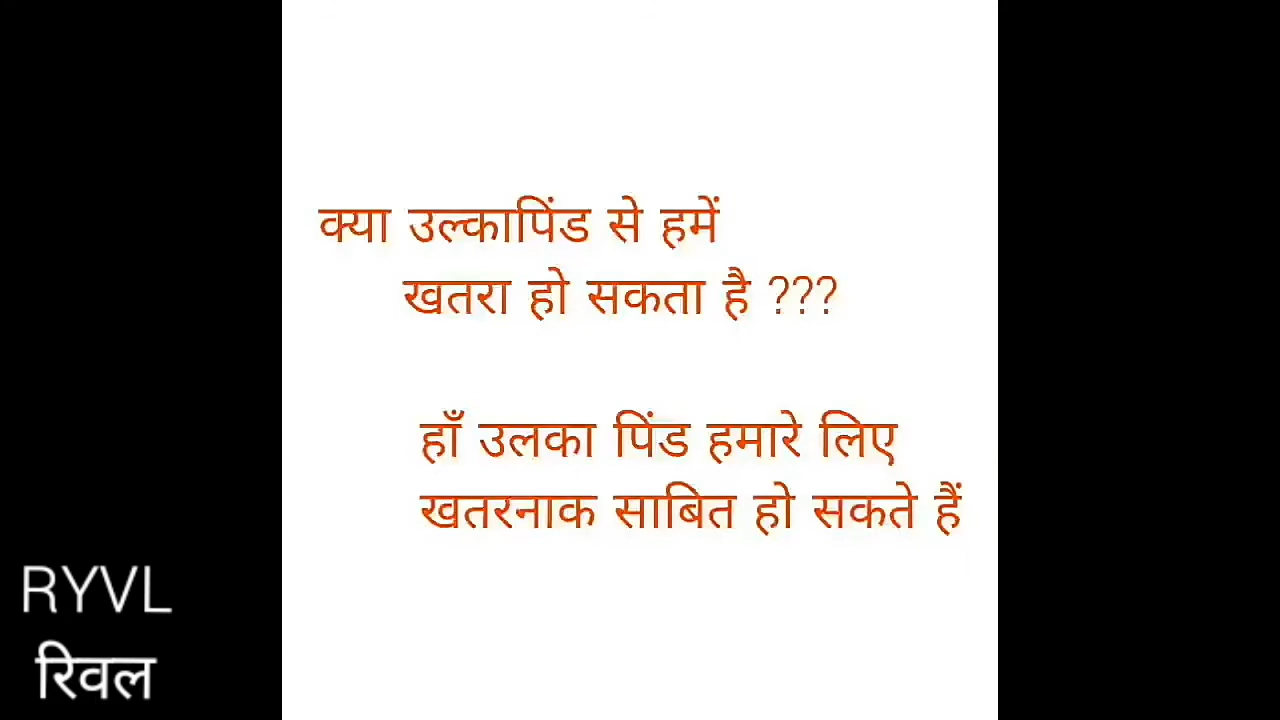 क्या उल्कापिंड से हमें
खतरा हो सकता है ???
हाँ उलका पिंड हमारे लिए
खतरनाक साबित हो सकते हैं
RYVL
रिवल